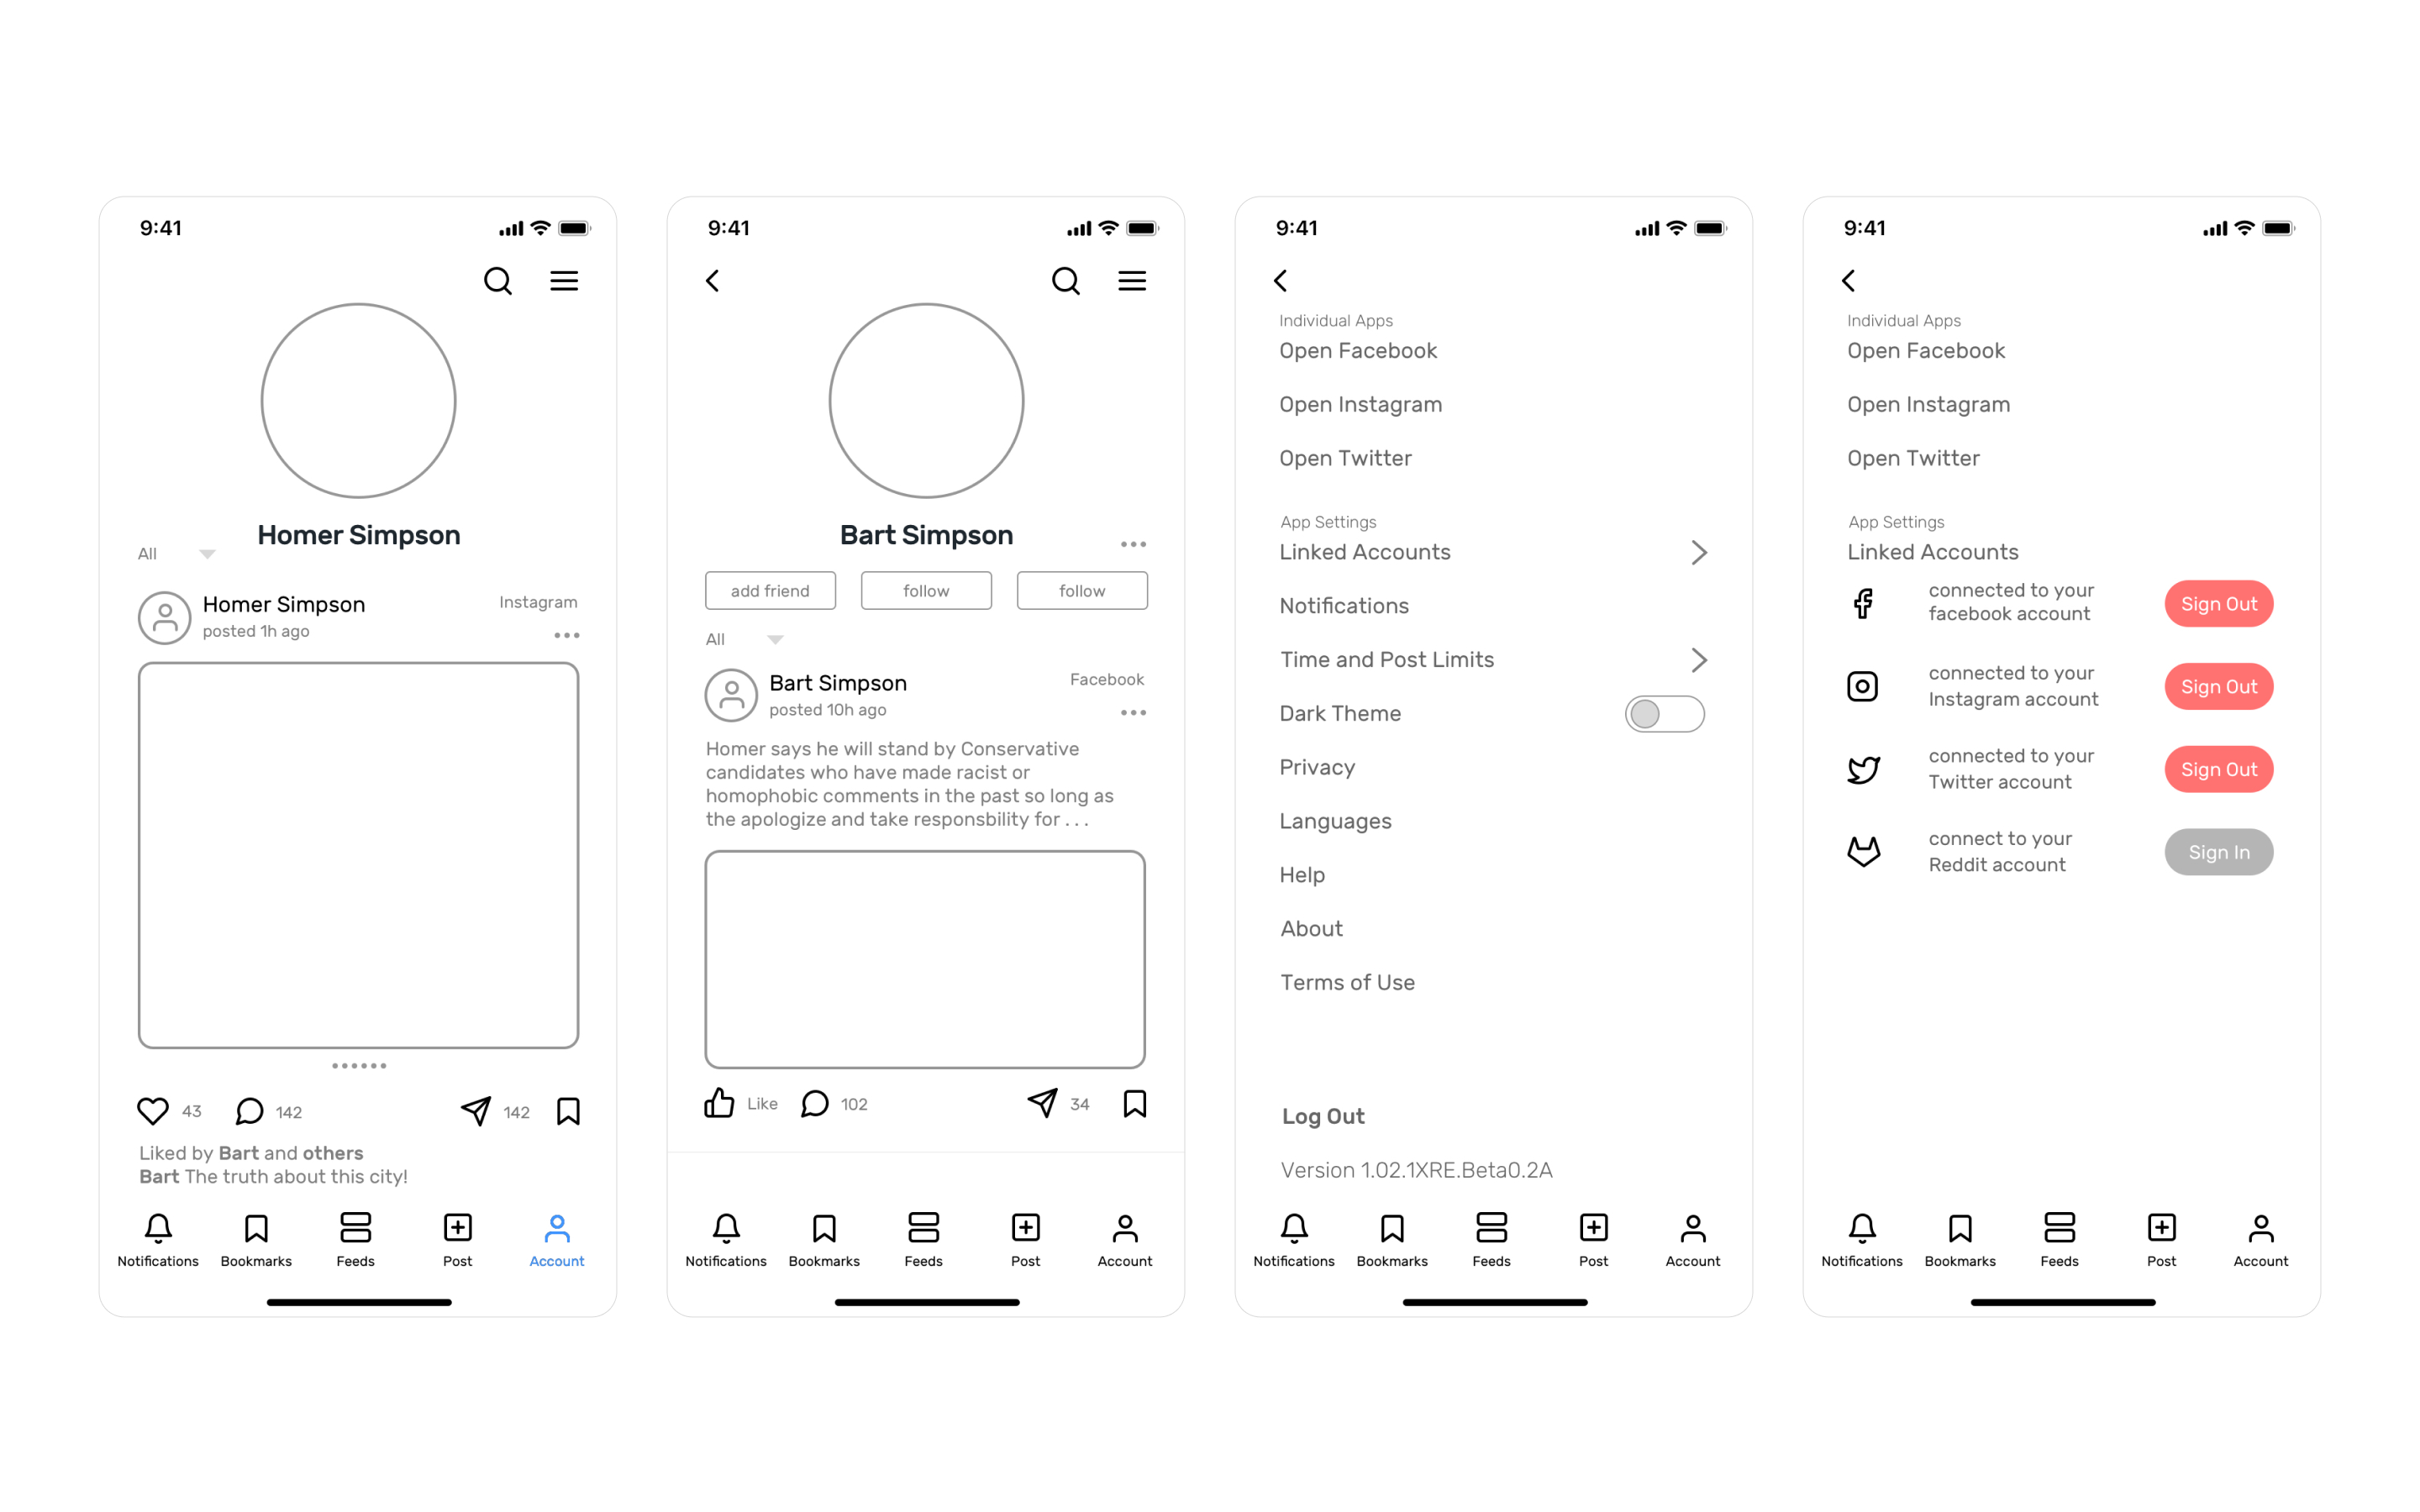 9:41
Homer Simpson
All
Homer Simpson
Instagram
posted 1h ago
43
142
142
Liked by Bart and others
Bart The truth about this city!
Notifications
Bookmarks
Feeds
Post
Account
9:41
Bart Simpson
add friend
follow
follow
All
Bart Simpson
Facebook
posted 10h ago
Homer says he will stand by Conservative
candidates who have made racist or
homophobic comments in the past so long as
the apologize and take responsbility for . . .
Like
102
34
Notifications
Bookmarks
Feeds
Post
Account
9:41
Individual Apps
Open Facebook
Open Instagram
Open Twitter
App Settings
Linked Accounts
Notifications
Time and Post Limits
Dark Theme
Privacy
Languages
Help
About
Terms of Use
Log Out
Version 1.02.1XRE.Beta0.2A
Notifications
Bookmarks
Feeds
Post
Account
9:41
Individual Apps
Open Facebook
Open Instagram
Open Twitter
App Settings
Linked Accounts
connected to your
facebook account
Sign Out
connected to your
Instagram account
Sign Out
connected to your
Twitter account
Sign Out
connect to your
Reddit account
Sign In
Notifications
Bookmarks
Feeds
Post
Account